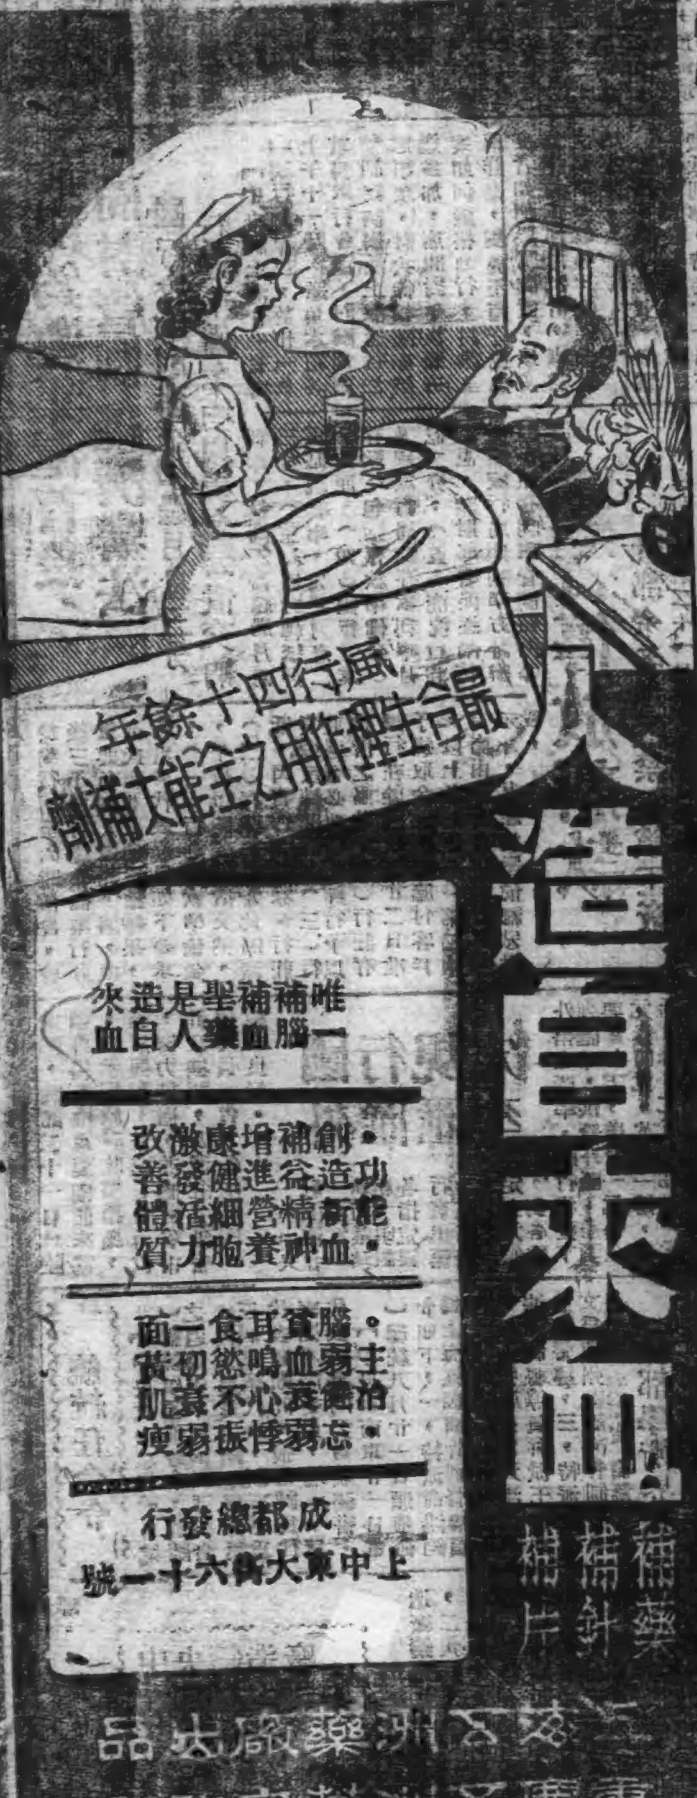 風行四十餘年
最合生理作用之全能大補劑
人造自來血
補藥
補針
補片
唯一
補腦
補血
聖藥
是人
造自
來血
•功能•
創造新血
補益精神
增進營養
康健細胞
激發活力
改善體質
•主治•
腦弱健忘
貧血衰弱
耳鳴心悸
食慾不振
一切衰弱
面黃肌瘦
成都總發行
上中東大街六十一號
上海五洲藥廠出品